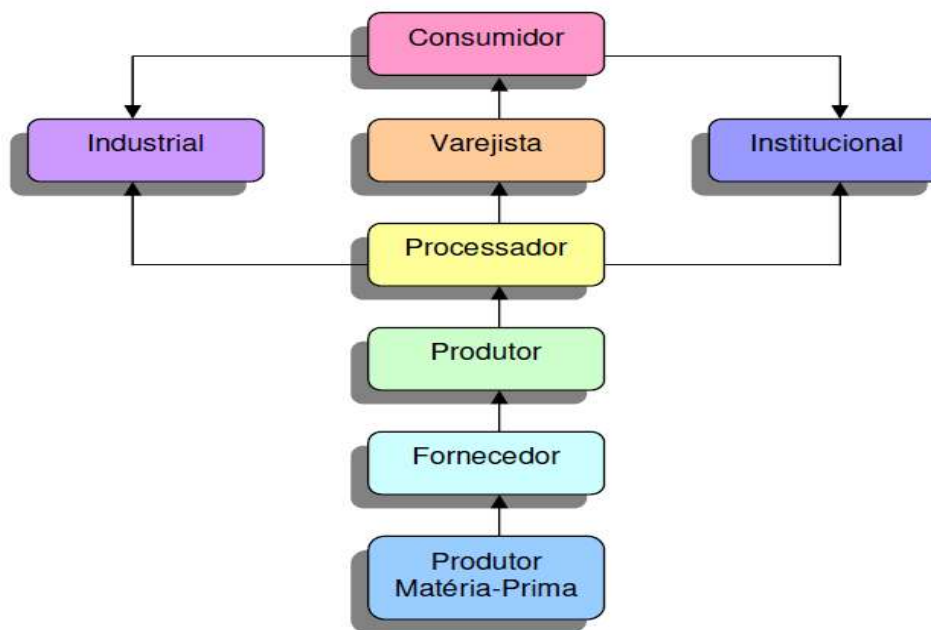 Consumidor
Industrial
Varejista
Institucional
Processador
Produtor
Fornecedor
Produtor
Matéria-Prima